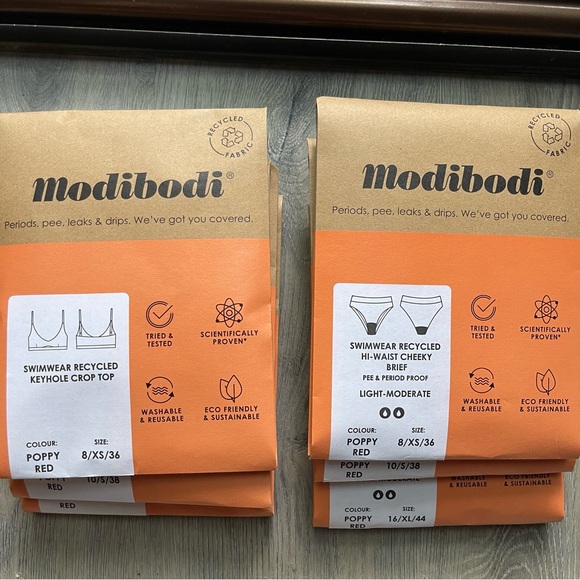 RECYCLED
FABRIC
modibodi®
Periods, pee, leaks & drips. We've got you covered.
SWIMWEAR RECYCLED
KEYHOLE CROP TOP
TRIED &
TESTED
SCIENTIFICALLY
PROVEN*
WASHABLE
& REUSABLE
ECO FRIENDLY
& SUSTAINABLE
COLOUR:
SIZE:
POPPY
RED
8/XS/36
RED
10/S/38
RED
RECYCLED
FABRIC
modibodi®
Periods, pee, leaks & drips. We've got you covered.
SWIMWEAR RECYCLED
HI-WAIST CHEEKY
BRIEF
PEE & PERIOD PROOF
LIGHT-MODERATE
TRIED &
TESTED
SCIENTIFICALLY
PROVEN*
WASHABLE
& REUSABLE
ECO FRIENDLY
& SUSTAINABLE
COLOUR:
SIZE:
POPPY
RED
8/XS/36
RED
10/S/38
WASHABLE
& REUSABLE
ECO FRIENDLY
& SUSTAINABLE
COLOUR:
SIZE:
POPPY
RED
16/XL/44